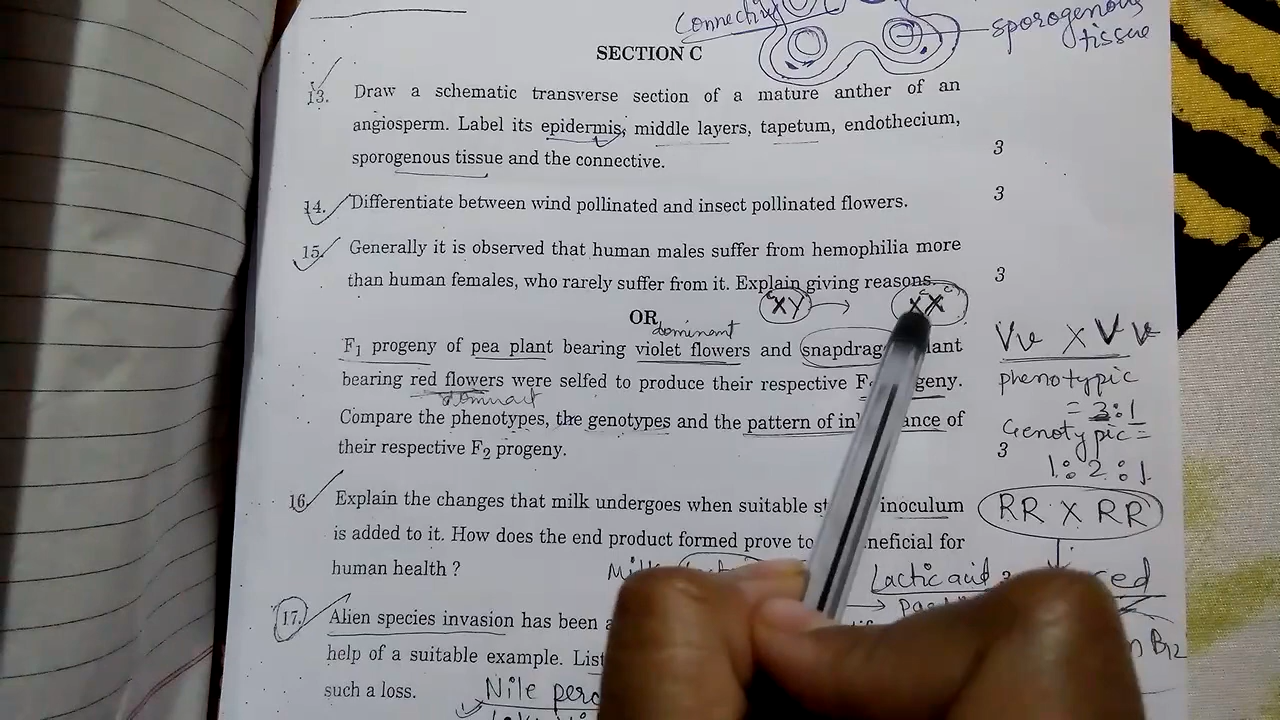 Connective
sporogenous
tissue
SECTION C
13. Draw a schematic transverse section of a mature anther of an
angiosperm. Label its epidermis, middle layers, tapetum, endothecium,
sporogenous tissue and the connective. 3
14. Differentiate between wind pollinated and insect pollinated flowers. 3
15. Generally it is observed that human males suffer from hemophilia more
than human females, who rarely suffer from it. Explain giving reasons. 3
XY → XX
OR
dominant
F₁ progeny of pea plant bearing violet flowers and
bearing red flowers were selfed to produce their respective
dominant
Compare the phenotypes, the genotypes and the pattern of of
their respective F₂ progeny. 3
Vv X Vv
phenotypic
= 3:1
Genotypic =
1:2:1
RR X RR
red
16. Explain the changes that milk undergoes when suitable inoculum
is added to it. How does the end product formed prove to for
human health ?
Milk
Lactic acid
17. Alien species invasion has been
help of a suitable example. List
such a loss.
Nile
B12